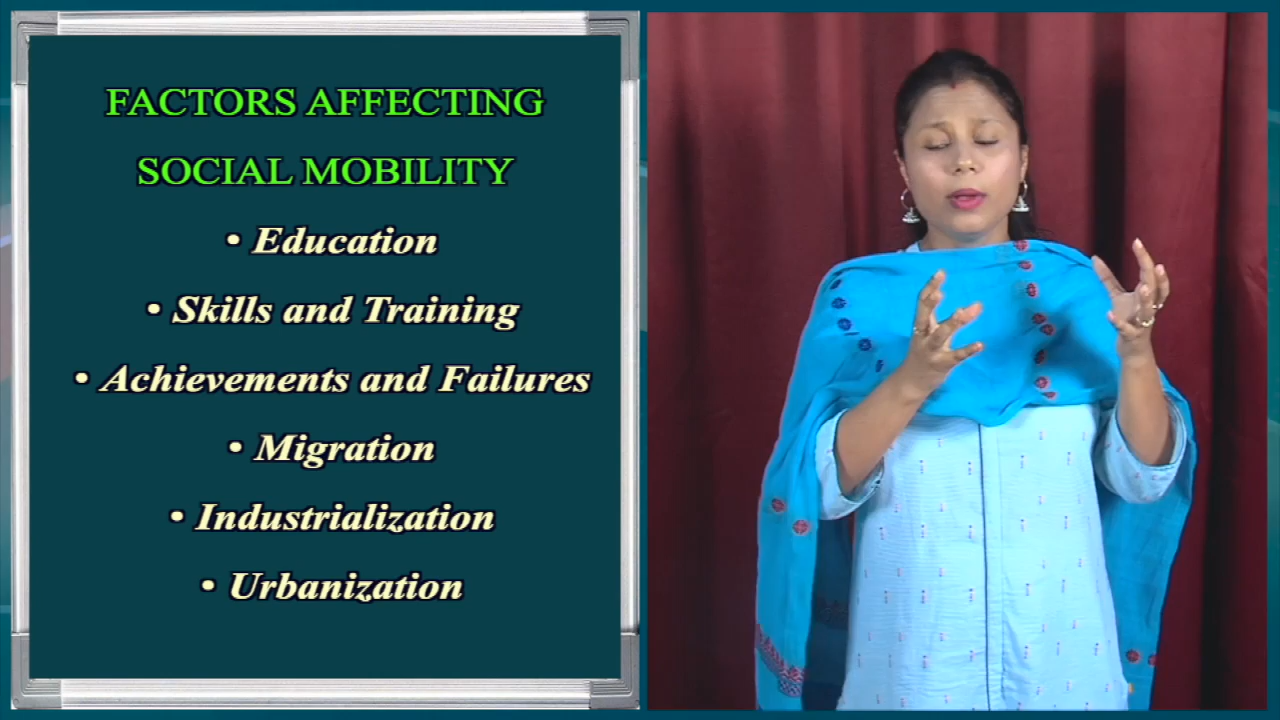 FACTORS AFFECTING
SOCIAL MOBILITY
• Education
• Skills and Training
• Achievements and Failures
• Migration
• Industrialization
• Urbanization